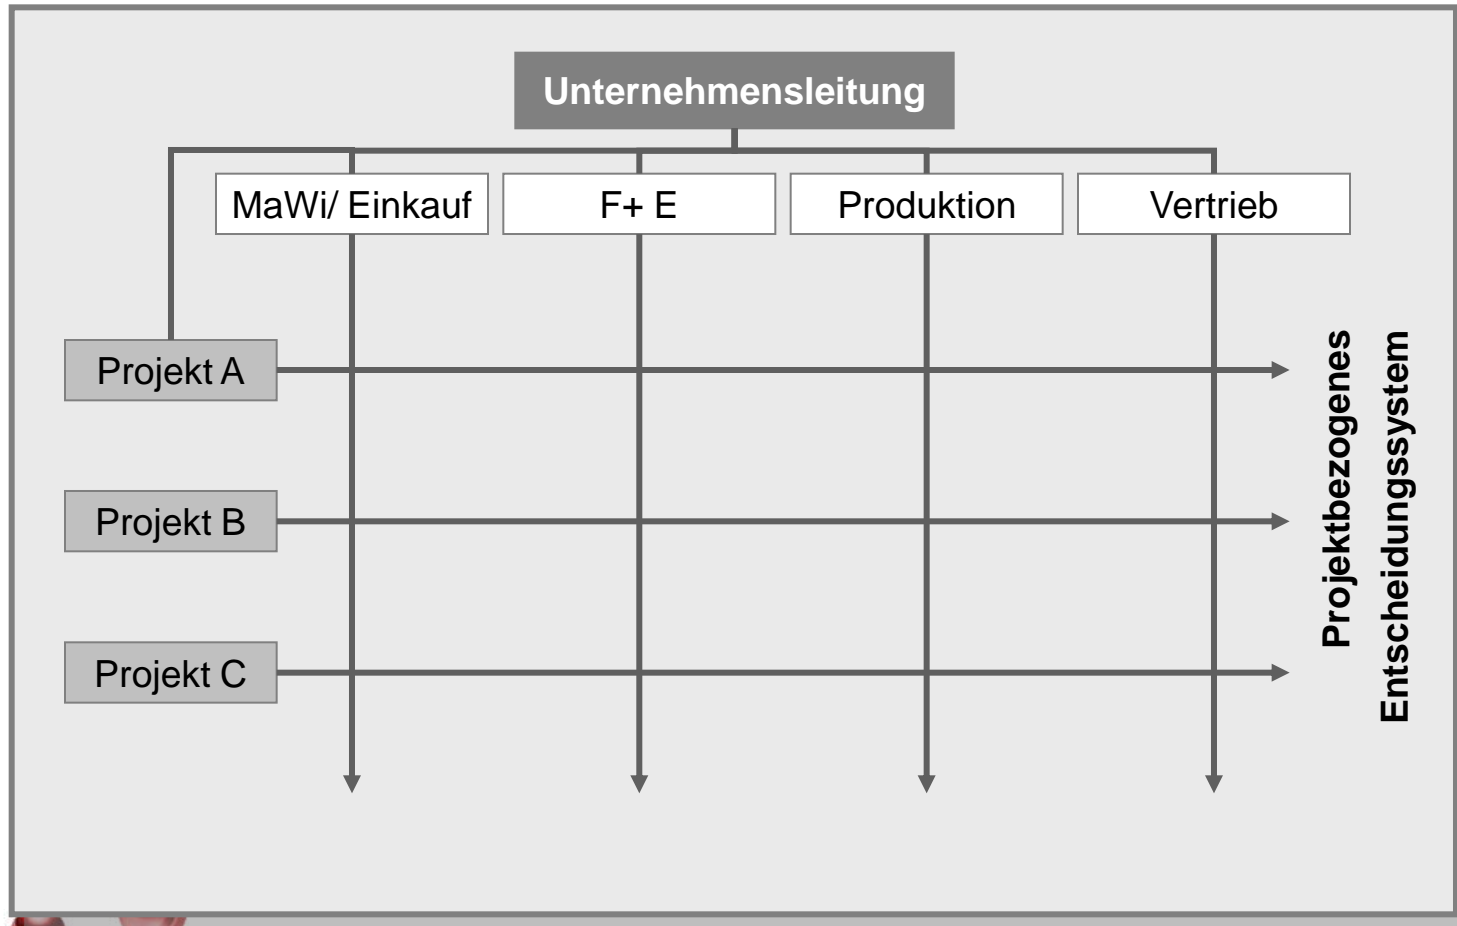 Unternehmensleitung
MaWi/ Einkauf
F+ E
Produktion
Vertrieb
Projekt A
Projekt B
Projekt C
Projektbezogenes
Entscheidungssystem